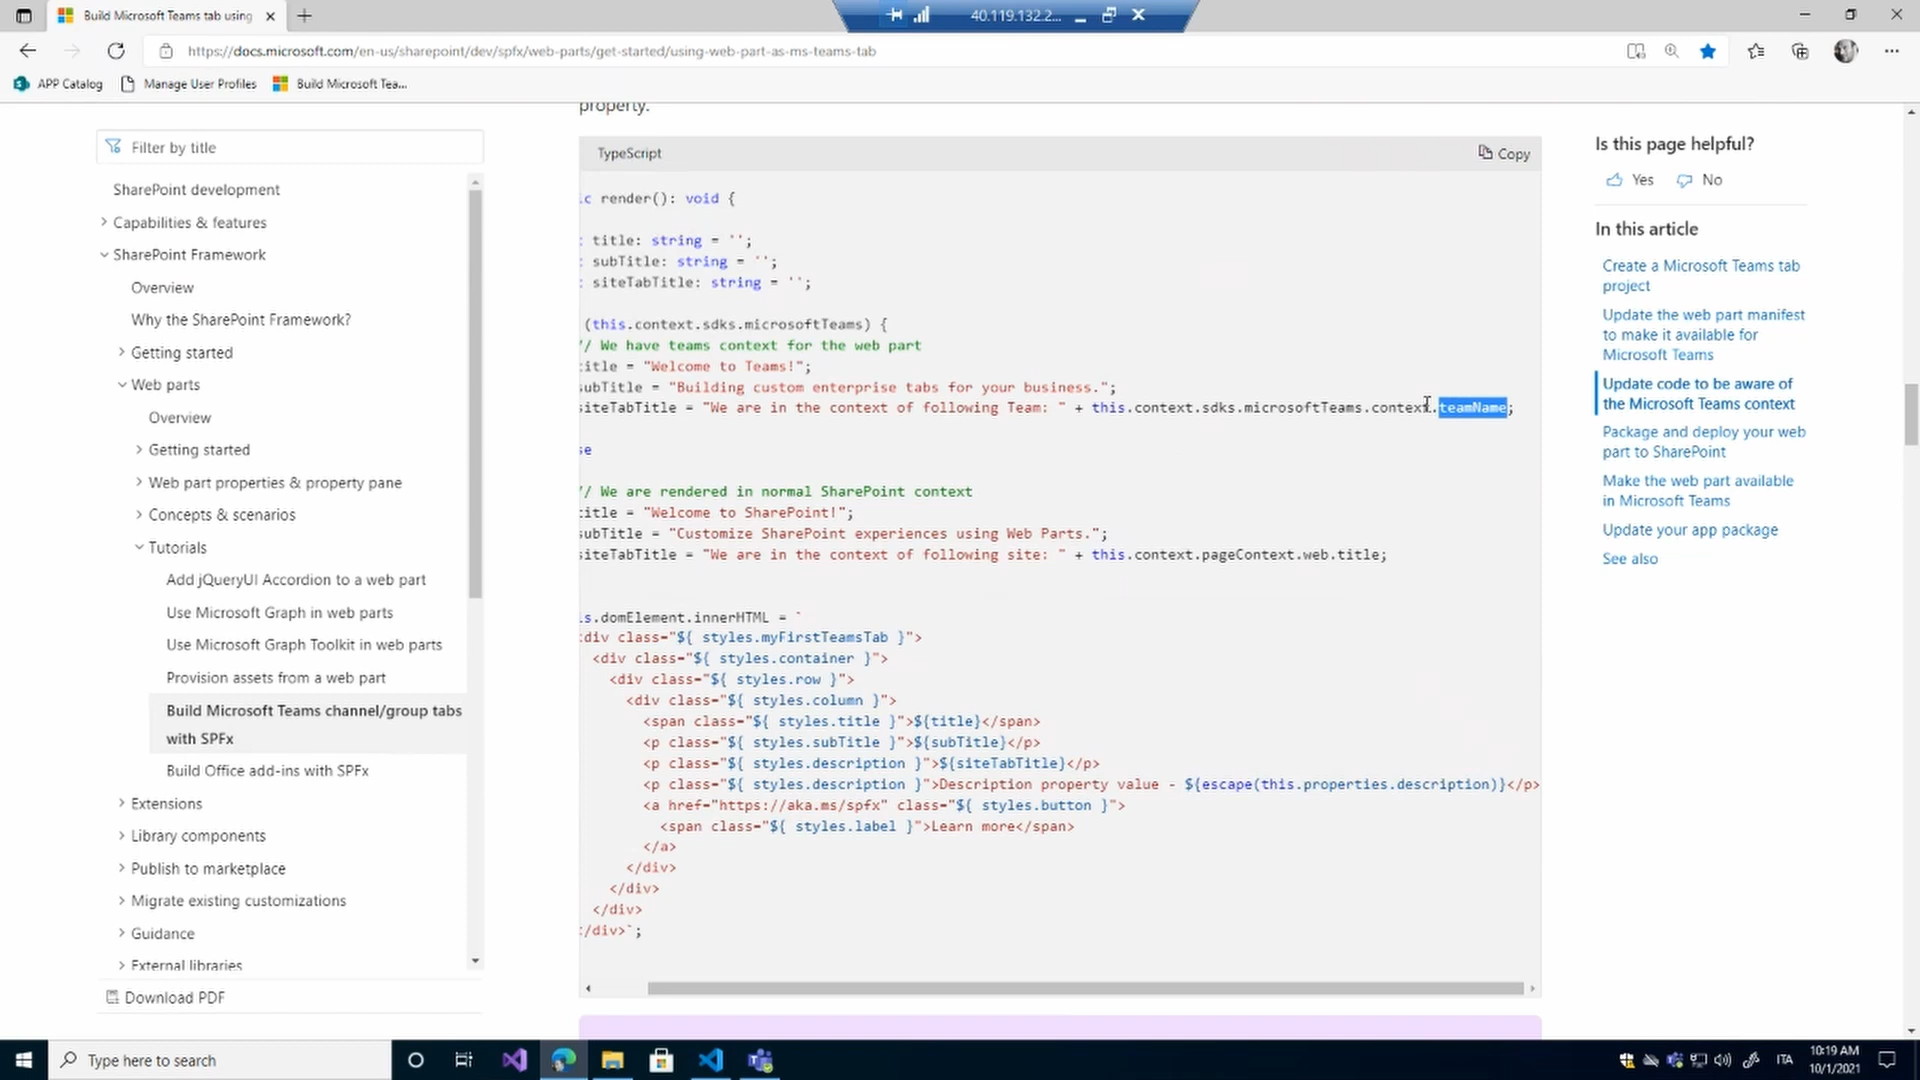 Build Microsoft Teams tab using
40.119.132.2...
https://docs.microsoft.com/en-us/sharepoint/dev/spfx/web-parts/get-started/using-web-part-as-ms-teams-tab
APP Catalog
Manage User Profiles
Build Microsoft Tea...
Filter by title
SharePoint development
Capabilities & features
SharePoint Framework
Overview
Why the SharePoint Framework?
Getting started
Web parts
Overview
Getting started
Web part properties & property pane
Concepts & scenarios
Tutorials
Add jQueryUI Accordion to a web part
Use Microsoft Graph in web parts
Use Microsoft Graph Toolkit in web parts
Provision assets from a web part
Build Microsoft Teams channel/group tabs
with SPFx
Build Office add-ins with SPFx
Extensions
Library components
Publish to marketplace
Migrate existing customizations
Guidance
External libraries
Download PDF
property.
TypeScript
Copy
ic render(): void {
: title: string = '';
: subTitle: string = '';
: siteTabTitle: string = '';
(this.context.sdks.microsoftTeams) {
// We have teams context for the web part
title = "Welcome to Teams!";
subTitle = "Building custom enterprise tabs for your business.";
siteTabTitle = "We are in the context of following Team: " + this.context.sdks.microsoftTeams.context.teamName;
se
// We are rendered in normal SharePoint context
title = "Welcome to SharePoint!";
subTitle = "Customize SharePoint experiences using Web Parts.";
siteTabTitle = "We are in the context of following site: " + this.context.pageContext.web.title;
is.domElement.innerHTML = `
<div class="${ styles.myFirstTeamsTab }">
<div class="${ styles.container }">
<div class="${ styles.row }">
<div class="${ styles.column }">
<span class="${ styles.title }">${title}</span>
<p class="${ styles.subTitle }">${subTitle}</p>
<p class="${ styles.description }">${siteTabTitle}</p>
<p class="${ styles.description }">Description property value - ${escape(this.properties.description)}</p>
<a href="https://aka.ms/spfx" class="${ styles.button }">
<span class="${ styles.label }">Learn more</span>
</a>
</div>
</div>
</div>
</div>`;
Is this page helpful?
Yes
No
In this article
Create a Microsoft Teams tab
project
Update the web part manifest
to make it available for
Microsoft Teams
Update code to be aware of
the Microsoft Teams context
Package and deploy your web
part to SharePoint
Make the web part available
in Microsoft Teams
Update your app package
See also
Type here to search
ITA
10:19 AM
10/1/2021